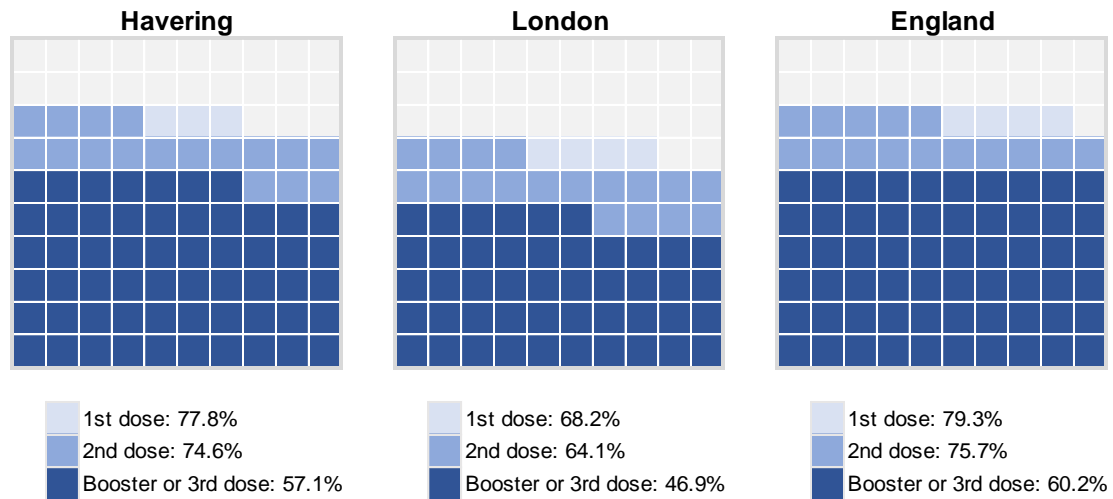 Havering
London
England
1st dose: 77.8%
2nd dose: 74.6%
Booster or 3rd dose: 57.1%
1st dose: 68.2%
2nd dose: 64.1%
Booster or 3rd dose: 46.9%
1st dose: 79.3%
2nd dose: 75.7%
Booster or 3rd dose: 60.2%